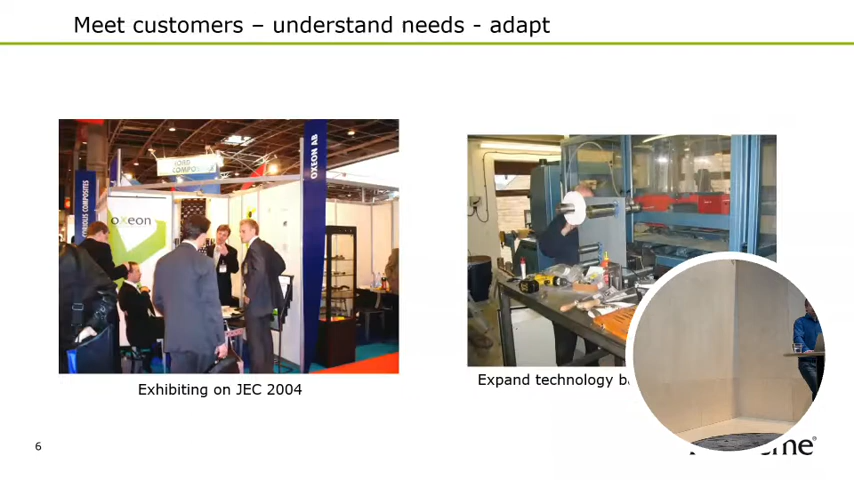 Meet customers – understand needs - adapt
OXEON AB
oxeon
Exhibiting on JEC 2004
Expand technology
6